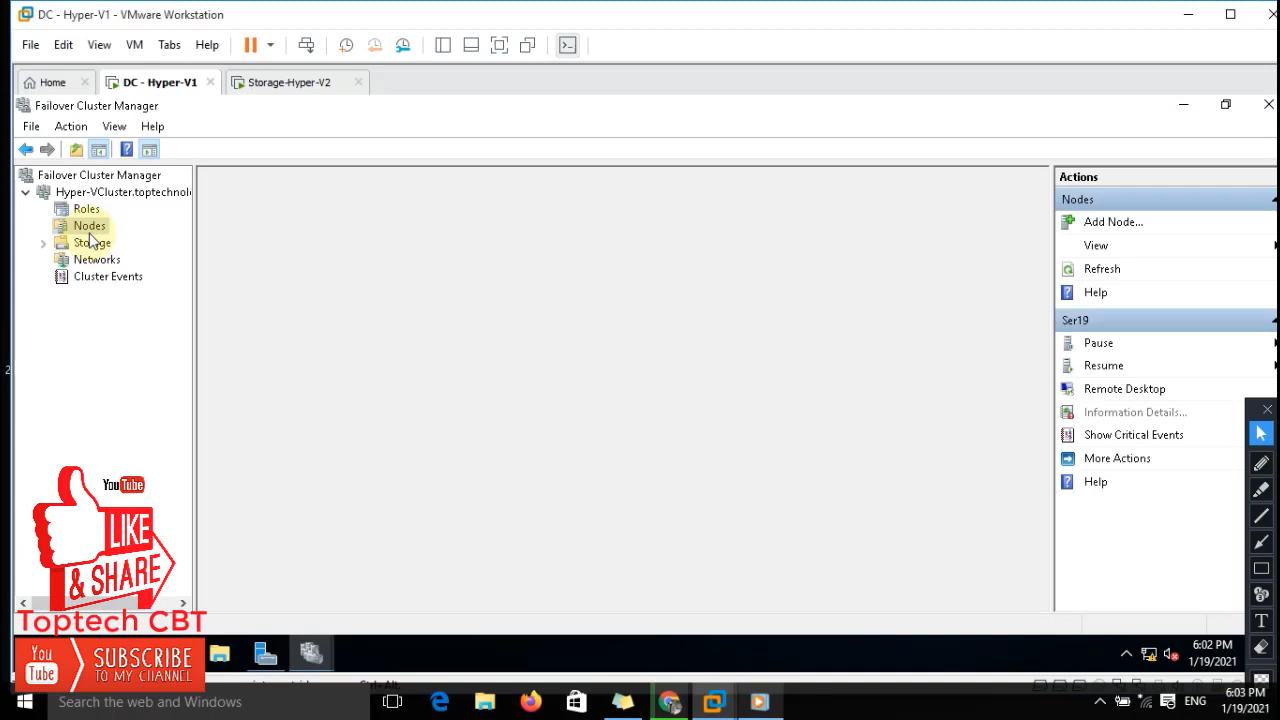 DC - Hyper-V1 - VMware Workstation
File Edit View VM Tabs Help
Home DC - Hyper-V1 Storage-Hyper-V2
Failover Cluster Manager
File Action View Help
Failover Cluster Manager
Hyper-VCluster.toptechnol
Roles
Nodes
Storage
Networks
Cluster Events
Actions
Nodes
Add Node...
View
Refresh
Help
Ser19
Pause
Resume
Remote Desktop
Information Details...
Show Critical Events
More Actions
Help
YouTube
LIKE
& SHARE
Toptech CBT
You
Tube
SUBSCRIBE
TO MY CHANNEL
6:02 PM
1/19/2021
Search the web and Windows
ENG
6:03 PM
1/19/2021